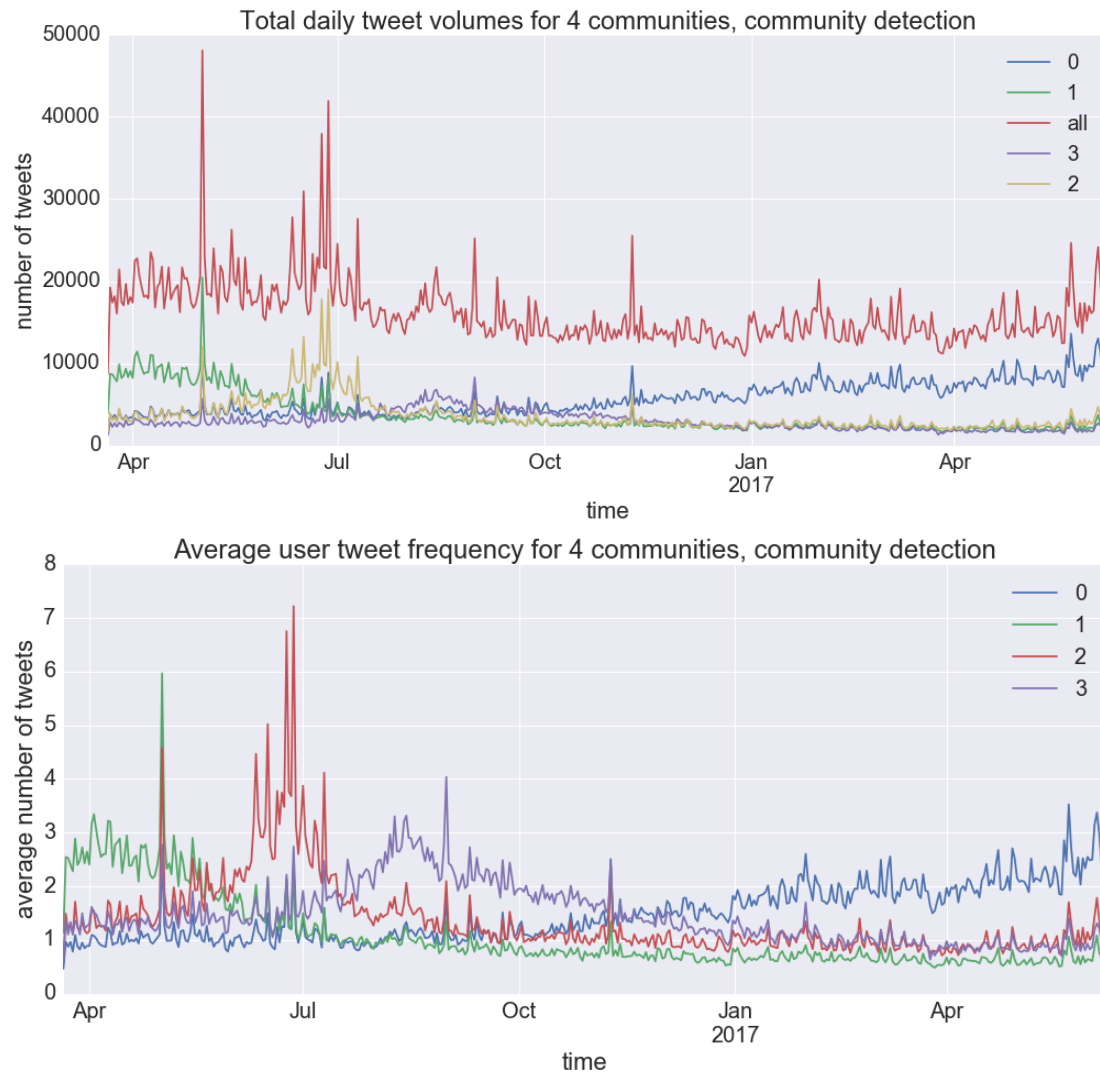 Total daily tweet volumes for 4 communities, community detection
50000
40000
30000
20000
10000
0
number of tweets
0
1
all
3
2
Apr
Jul
Oct
Jan
2017
Apr
time
Average user tweet frequency for 4 communities, community detection
8
7
6
5
4
3
2
1
0
average number of tweets
0
1
2
3
Apr
Jul
Oct
Jan
2017
Apr
time